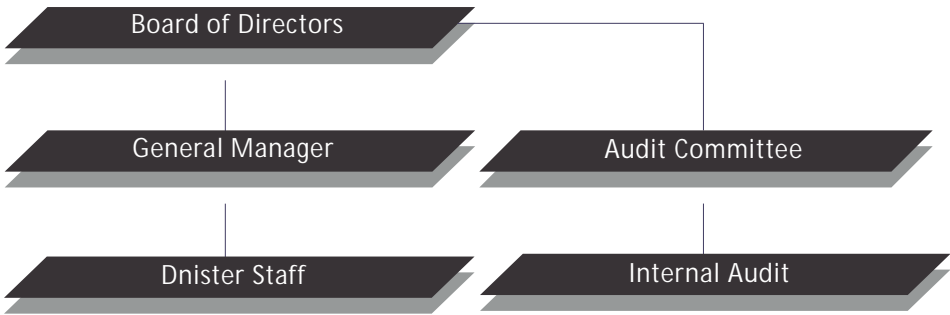 Board of Directors
General Manager
Audit Committee
Dnister Staff
Internal Audit